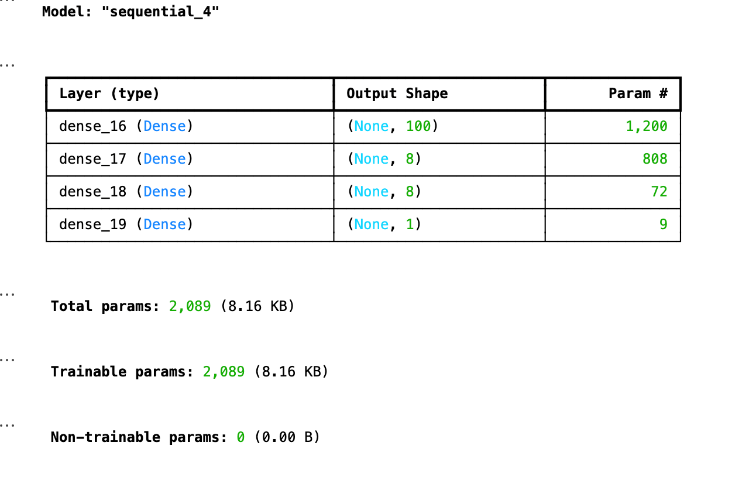 ...
Model: "sequential_4"
...
Layer (type) Output Shape Param #
dense_16 (Dense) (None, 100) 1,200
dense_17 (Dense) (None, 8) 808
dense_18 (Dense) (None, 8) 72
dense_19 (Dense) (None, 1) 9
...
Total params: 2,089 (8.16 KB)
...
Trainable params: 2,089 (8.16 KB)
...
Non-trainable params: 0 (0.00 B)